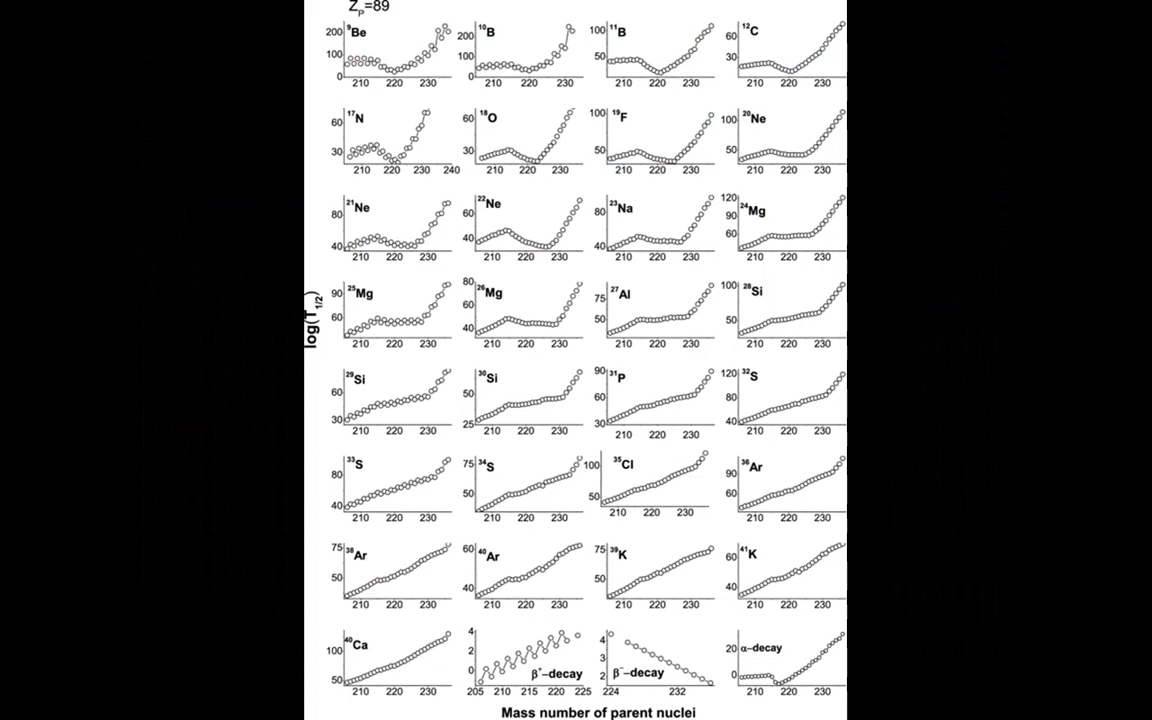 Z_P=89
⁹Be ¹⁰B ¹¹B ¹²C
200 100 0 200 100 0 100 50 60 30
210 220 230 210 220 230 210 220 230 210 220 230
¹⁷N ¹⁸O ¹⁹F ²⁰Ne
60 30 60 30 100 50 100 50
210 220 230 240 210 220 230 210 220 230 210 220 230
²¹Ne ²²Ne ²³Na ²⁴Mg
80 40 60 40 80 40 120 90 60
210 220 230 210 220 230 210 220 230 210 220 230
log(T₁/₂)
²⁵Mg ²⁶Mg ²⁷Al ²⁸Si
90 60 80 60 40 75 50 100 50
210 220 230 210 220 230 210 220 230 210 220 230
²⁹Si ³⁰Si ³¹P ³²S
60 30 50 25 90 60 30 120 80 40
210 220 230 210 220 230 210 220 230 210 220 230
³³S ³⁴S ³⁵Cl ³⁶Ar
80 40 75 50 100 50 90 60
210 220 230 210 220 230 210 220 230 210 220 230
³⁸Ar ⁴⁰Ar ³⁹K ⁴¹K
75 50 60 40 75 50 60 40
210 220 230 210 220 230 210 220 230 210 220 230
⁴⁰Ca β⁺–decay β⁻–decay α–decay
100 50 4 2 0 4 3 2 20 0
210 220 230 205 210 215 220 225 224 232 210 220 230
Mass number of parent nuclei